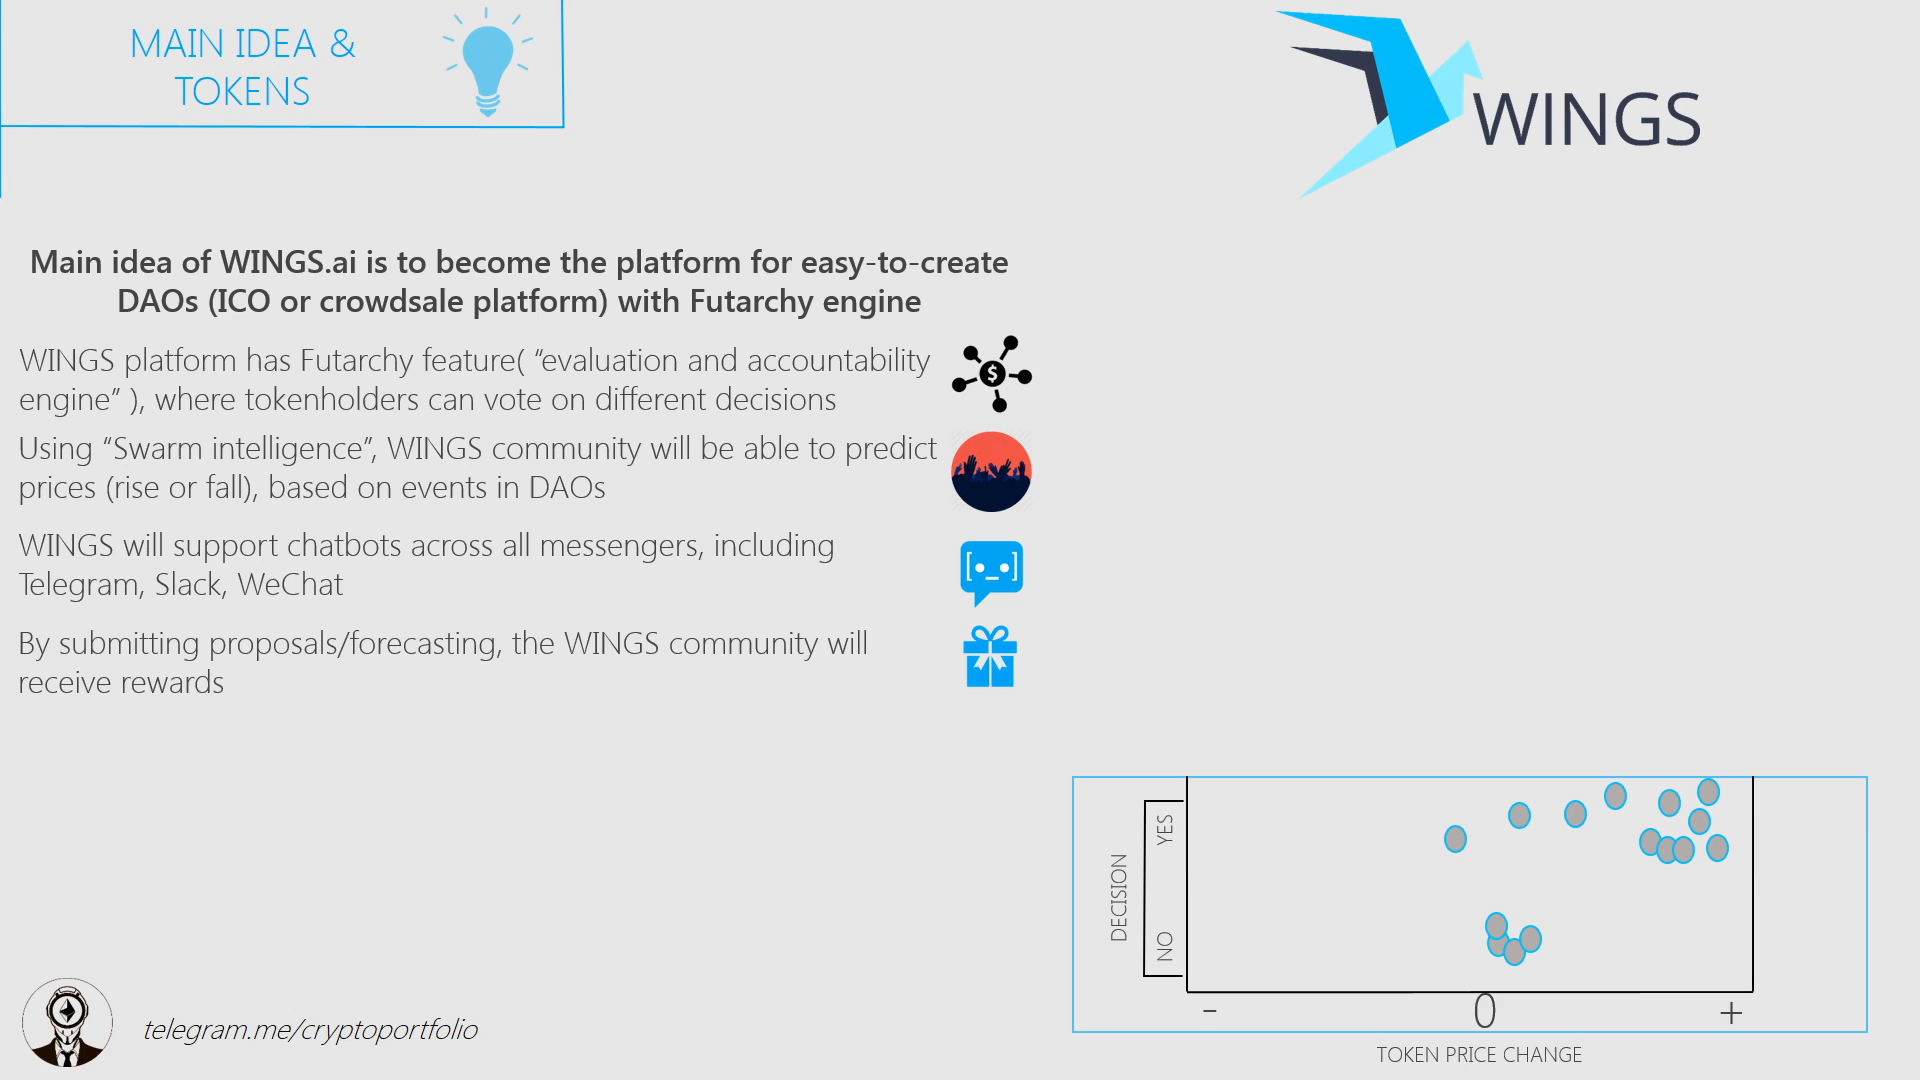 MAIN IDEA &
TOKENS
WINGS
Main idea of WINGS.ai is to become the platform for easy-to-create
DAOs (ICO or crowdsale platform) with Futarchy engine
WINGS platform has Futarchy feature( “evaluation and accountability
engine” ), where tokenholders can vote on different decisions
$
Using “Swarm intelligence”, WINGS community will be able to predict
prices (rise or fall), based on events in DAOs
WINGS will support chatbots across all messengers, including
Telegram, Slack, WeChat
By submitting proposals/forecasting, the WINGS community will
receive rewards
DECISION
YES
NO
- 0 +
TOKEN PRICE CHANGE
telegram.me/cryptoportfolio